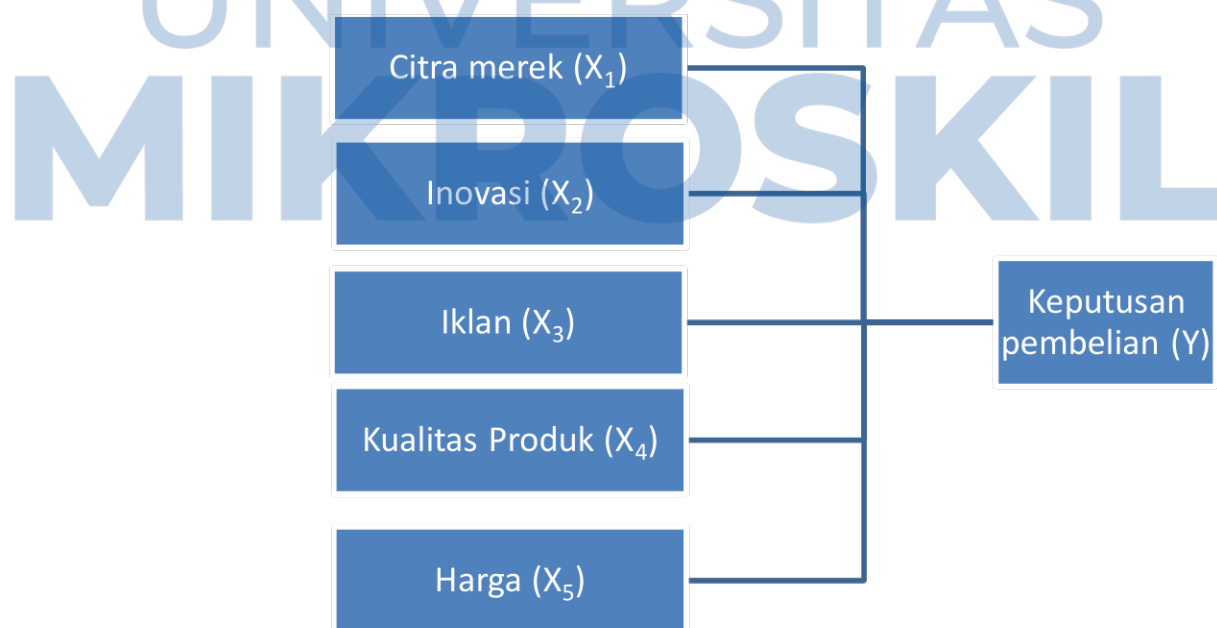 UNIVERSITAS
MIKROSKIL
Citra merek (X₁)
Inovasi (X₂)
Iklan (X₃)
Kualitas Produk (X₄)
Harga (X₅)
Keputusan
pembelian (Y)